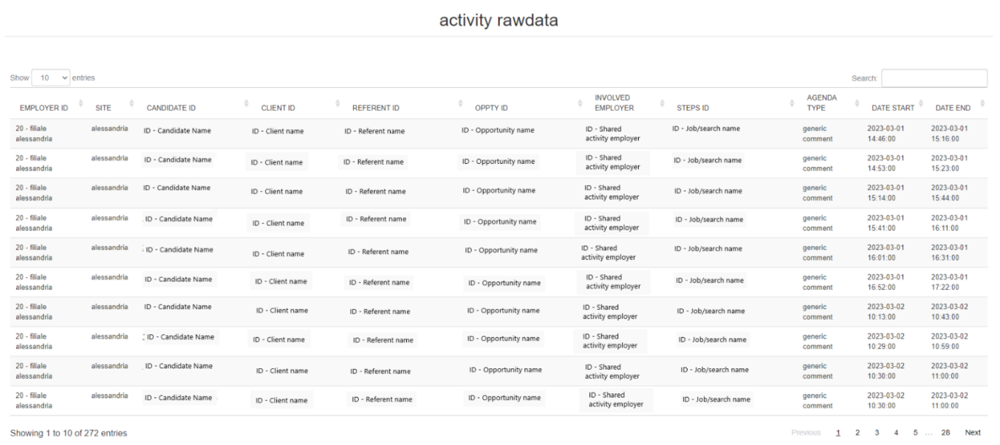 activity rawdata
Show 10 entries
Search:
EMPLOYER ID SITE CANDIDATE ID CLIENT ID REFERENT ID OPPTY ID INVOLVED EMPLOYER STEPS ID AGENDA TYPE DATE START DATE END
20 - filiale alessandria alessandria ID - Candidate Name ID - Client name ID - Referent name ID - Opportunity name ID - Shared activity employer ID - Job/search name generic comment 2023-03-01 14:46:00 2023-03-01 15:16:00
20 - filiale alessandria alessandria ID - Candidate Name ID - Client name ID - Referent name ID - Opportunity name ID - Shared activity employer ID - Job/search name generic comment 2023-03-01 14:53:00 2023-03-01 15:23:00
20 - filiale alessandria alessandria ID - Candidate Name ID - Client name ID - Referent name ID - Opportunity name ID - Shared activity employer ID - Job/search name generic comment 2023-03-01 15:14:00 2023-03-01 15:44:00
20 - filiale alessandria alessandria ID - Candidate Name ID - Client name ID - Referent name ID - Opportunity name ID - Shared activity employer ID - Job/search name generic comment 2023-03-01 15:41:00 2023-03-01 16:11:00
20 - filiale alessandria alessandria ID - Candidate Name ID - Client name ID - Referent name ID - Opportunity name ID - Shared activity employer ID - Job/search name generic comment 2023-03-01 16:01:00 2023-03-01 16:31:00
20 - filiale alessandria alessandria ID - Candidate Name ID - Client name ID - Referent name ID - Opportunity name ID - Shared activity employer ID - Job/search name generic comment 2023-03-01 16:52:00 2023-03-01 17:22:00
20 - filiale alessandria alessandria ID - Candidate Name ID - Client name ID - Referent name ID - Opportunity name ID - Shared activity employer ID - Job/search name generic comment 2023-03-02 10:13:00 2023-03-02 10:43:00
20 - filiale alessandria alessandria ID - Candidate Name ID - Client name ID - Referent name ID - Opportunity name ID - Shared activity employer ID - Job/search name generic comment 2023-03-02 10:29:00 2023-03-02 10:59:00
20 - filiale alessandria alessandria ID - Candidate Name ID - Client name ID - Referent name ID - Opportunity name ID - Shared activity employer ID - Job/search name generic comment 2023-03-02 10:30:00 2023-03-02 11:00:00
20 - filiale alessandria alessandria ID - Candidate Name ID - Client name ID - Referent name ID - Opportunity name ID - Shared activity employer ID - Job/search name generic comment 2023-03-02 10:30:00 2023-03-02 11:00:00
Showing 1 to 10 of 272 entries
Previous 1 2 3 4 5 ... 28 Next